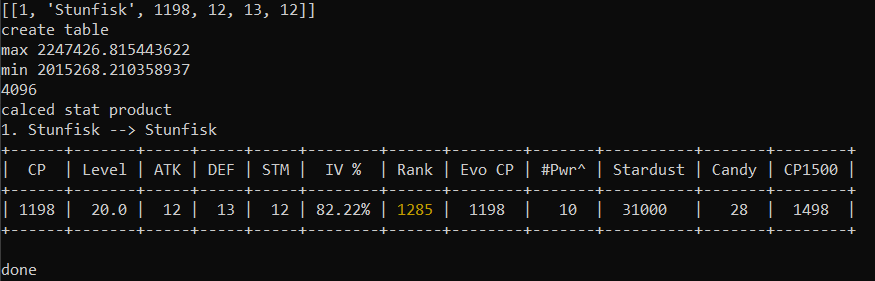 [[1, 'Stunfisk', 1198, 12, 13, 12]]
create table
max 2247426.815443622
min 2015268.210358937
4096
calced stat product
1. Stunfisk --> Stunfisk
+------+-------+-----+-----+-----+--------+------+--------+-------+----------+-------+--------+
|  CP  | Level | ATK | DEF | STM |  IV %  | Rank | Evo CP | #Pwr^ | Stardust | Candy | CP1500 |
+------+-------+-----+-----+-----+--------+------+--------+-------+----------+-------+--------+
| 1198 |  20.0 |  12 |  13 |  12 | 82.22% | 1285 |  1198  |   10  |  31000   |   28  |  1498  |
+------+-------+-----+-----+-----+--------+------+--------+-------+----------+-------+--------+
done